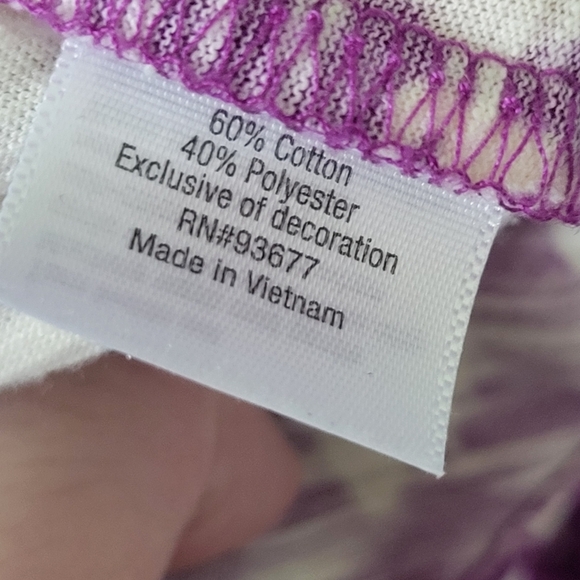 60% Cotton
40% Polyester
Exclusive of decoration
RN#93677
Made in Vietnam